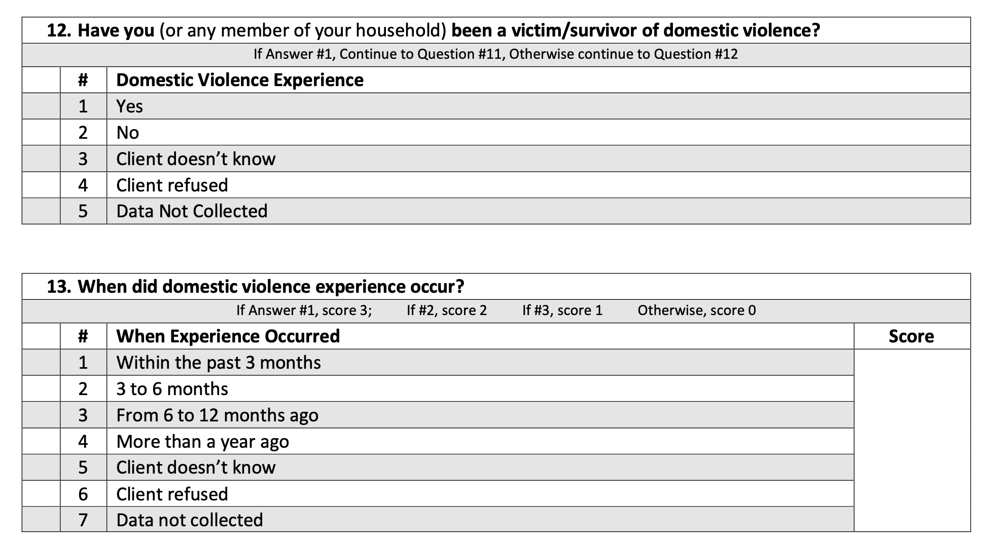 12. Have you (or any member of your household) been a victim/survivor of domestic violence?
If Answer #1, Continue to Question #11, Otherwise continue to Question #12
# Domestic Violence Experience
1 Yes
2 No
3 Client doesn’t know
4 Client refused
5 Data Not Collected
13. When did domestic violence experience occur?
If Answer #1, score 3; If #2, score 2 If #3, score 1 Otherwise, score 0
# When Experience Occurred Score
1 Within the past 3 months
2 3 to 6 months
3 From 6 to 12 months ago
4 More than a year ago
5 Client doesn’t know
6 Client refused
7 Data not collected